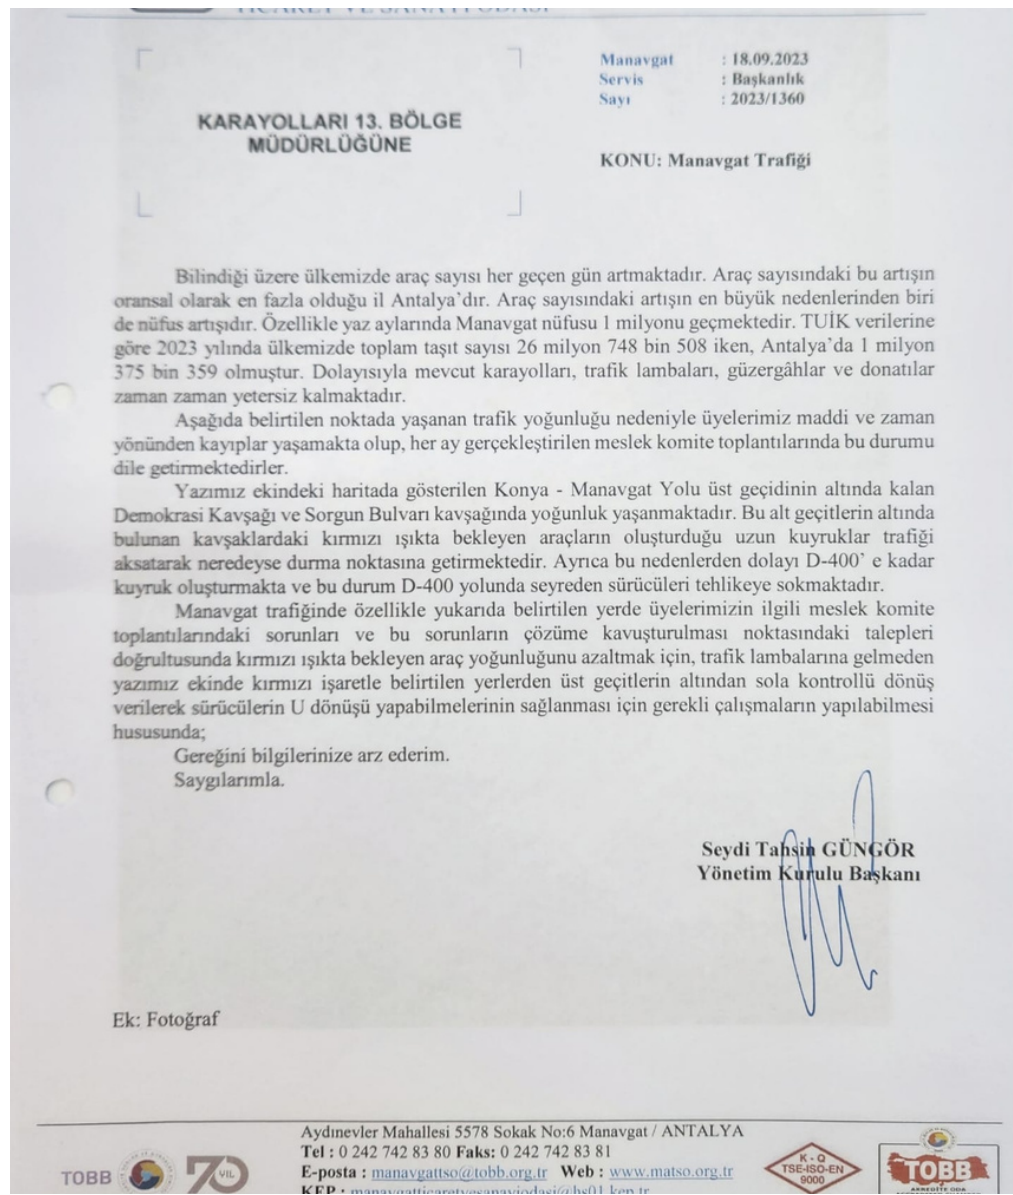 TİCARET VE SANAYİ ODASI
Manavgat : 18.09.2023
Servis : Başkanlık
Sayı : 2023/1360
KARAYOLLARI 13. BÖLGE
MÜDÜRLÜĞÜNE
KONU: Manavgat Trafiği
Bilindiği üzere ülkemizde araç sayısı her geçen gün artmaktadır. Araç sayısındaki bu artışın
oransal olarak en fazla olduğu il Antalya'dır. Araç sayısındaki artışın en büyük nedenlerinden biri
de nüfus artışıdır. Özellikle yaz aylarında Manavgat nüfusu 1 milyonu geçmektedir. TUİK verilerine
göre 2023 yılında ülkemizde toplam taşıt sayısı 26 milyon 748 bin 508 iken, Antalya'da 1 milyon
375 bin 359 olmuştur. Dolayısıyla mevcut karayolları, trafik lambaları, güzergâhlar ve donatılar
zaman zaman yetersiz kalmaktadır.
Aşağıda belirtilen noktada yaşanan trafik yoğunluğu nedeniyle üyelerimiz maddi ve zaman
yönünden kayıplar yaşamakta olup, her ay gerçekleştirilen meslek komite toplantılarında bu durumu
dile getirmektedirler.
Yazımız ekindeki haritada gösterilen Konya - Manavgat Yolu üst geçidinin altında kalan
Demokrasi Kavşağı ve Sorgun Bulvarı kavşağında yoğunluk yaşanmaktadır. Bu alt geçitlerin altında
bulunan kavşaklardaki kırmızı ışıkta bekleyen araçların oluşturduğu uzun kuyruklar trafiği
aksatarak neredeyse durma noktasına getirmektedir. Ayrıca bu nedenlerden dolayı D-400' e kadar
kuyruk oluşturmakta ve bu durum D-400 yolunda seyreden sürücüleri tehlikeye sokmaktadır.
Manavgat trafiğinde özellikle yukarıda belirtilen yerde üyelerimizin ilgili meslek komite
toplantılarındaki sorunları ve bu sorunların çözüme kavuşturulması noktasındaki talepleri
doğrultusunda kırmızı ışıkta bekleyen araç yoğunluğunu azaltmak için, trafik lambalarına gelmeden
yazımız ekinde kırmızı işaretle belirtilen yerlerden üst geçitlerin altından sola kontrollü dönüş
verilerek sürücülerin U dönüşü yapabilmelerinin sağlanması için gerekli çalışmaların yapılabilmesi
hususunda;
Gereğini bilgilerinize arz ederim.
Saygılarımla.
Seydi Tahsin GÜNGÖR
Yönetim Kurulu Başkanı
Ek: Fotoğraf
Aydınevler Mahallesi 5578 Sokak No:6 Manavgat / ANTALYA
Tel : 0 242 742 83 80 Faks: 0 242 742 83 81
E-posta : manavgattso@tobb.org.tr Web : www.matso.org.tr
KEP : manavgatticaretvesanayiodasi@hs01.kep.tr
TOBB
70 YIL
K - Q
TSE-ISO-EN
9000
TOBB